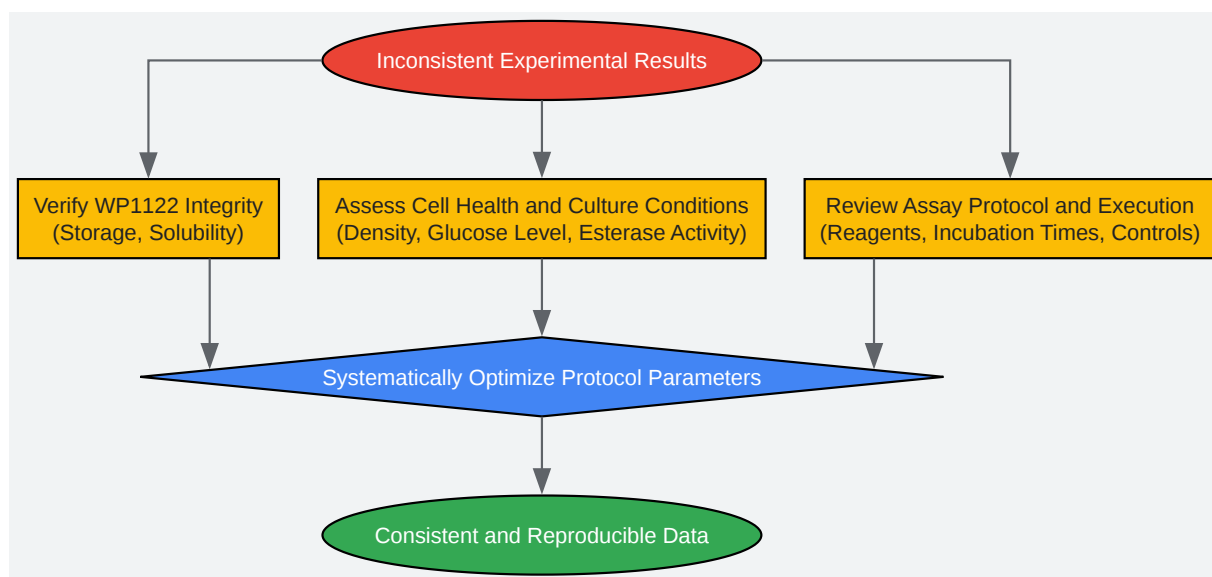 Inconsistent Experimental Results
Verify WP1122 Integrity
(Storage, Solubility)
Assess Cell Health and Culture Conditions
(Density, Glucose Level, Esterase Activity)
Review Assay Protocol and Execution
(Reagents, Incubation Times, Controls)
Systematically Optimize Protocol Parameters
Consistent and Reproducible Data